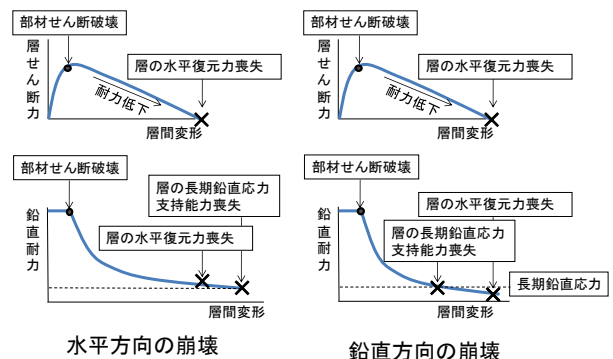 部材せん断破壊
層せん断力
層の水平復元力喪失
耐力低下
層間変形
部材せん断破壊
層せん断力
層の水平復元力喪失
耐力低下
層間変形
部材せん断破壊
鉛直耐力
層の長期鉛直応力
支持能力喪失
層の水平復元力喪失
層間変形
水平方向の崩壊
部材せん断破壊
鉛直耐力
層の水平復元力喪失
層の長期鉛直応力
支持能力喪失
長期鉛直応力
層間変形
鉛直方向の崩壊